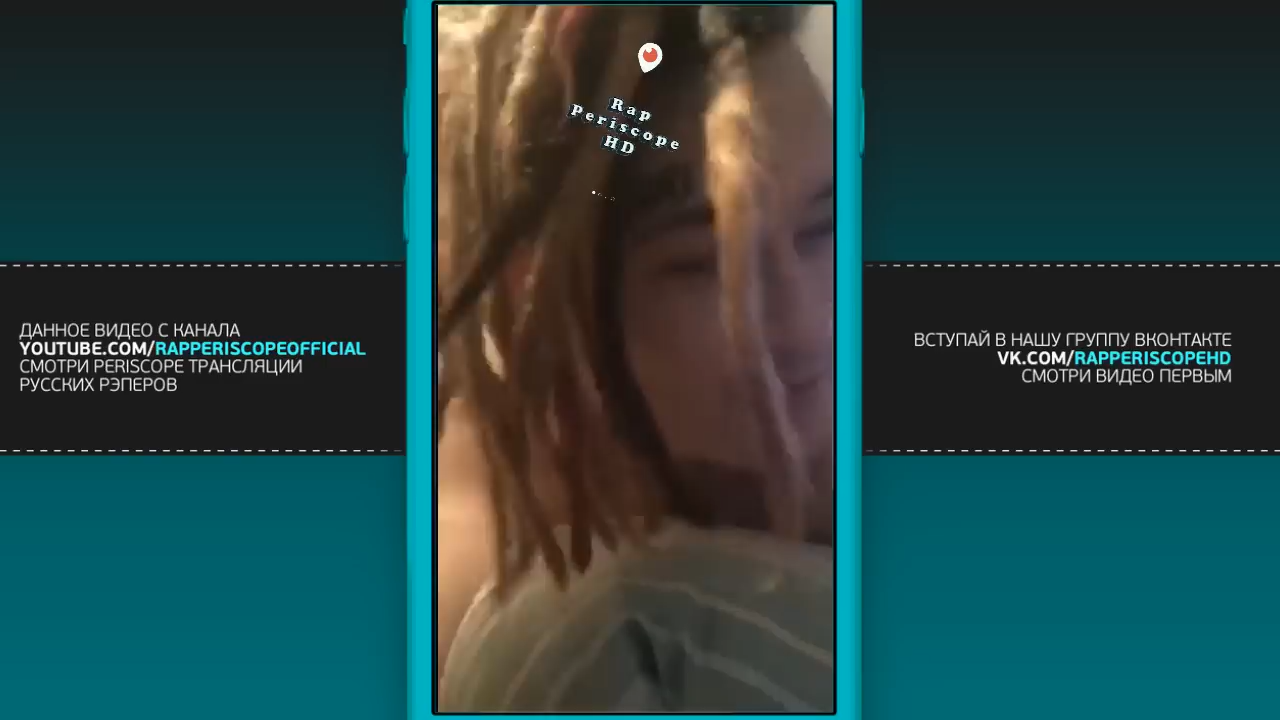 Rap
Periscope
HD
ДАННОЕ ВИДЕО С КАНАЛА
YOUTUBE.COM/RAPPERISCOPEOFFICIAL
СМОТРИ PERISCOPE ТРАНСЛЯЦИИ
РУССКИХ РЭПЕРОВ
ВСТУПАЙ В НАШУ ГРУППУ ВКОНТАКТЕ
VK.COM/RAPPERISCOPEHD
СМОТРИ ВИДЕО ПЕРВЫМ